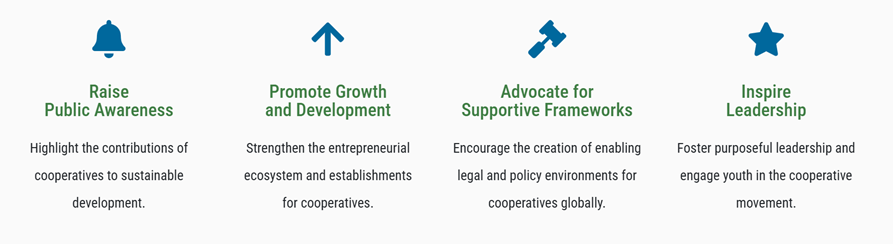 Raise
Public Awareness
Highlight the contributions of
cooperatives to sustainable
development.
Promote Growth
and Development
Strengthen the entrepreneurial
ecosystem and establishments
for cooperatives.
Advocate for
Supportive Frameworks
Encourage the creation of enabling
legal and policy environments for
cooperatives globally.
Inspire
Leadership
Foster purposeful leadership and
engage youth in the cooperative
movement.